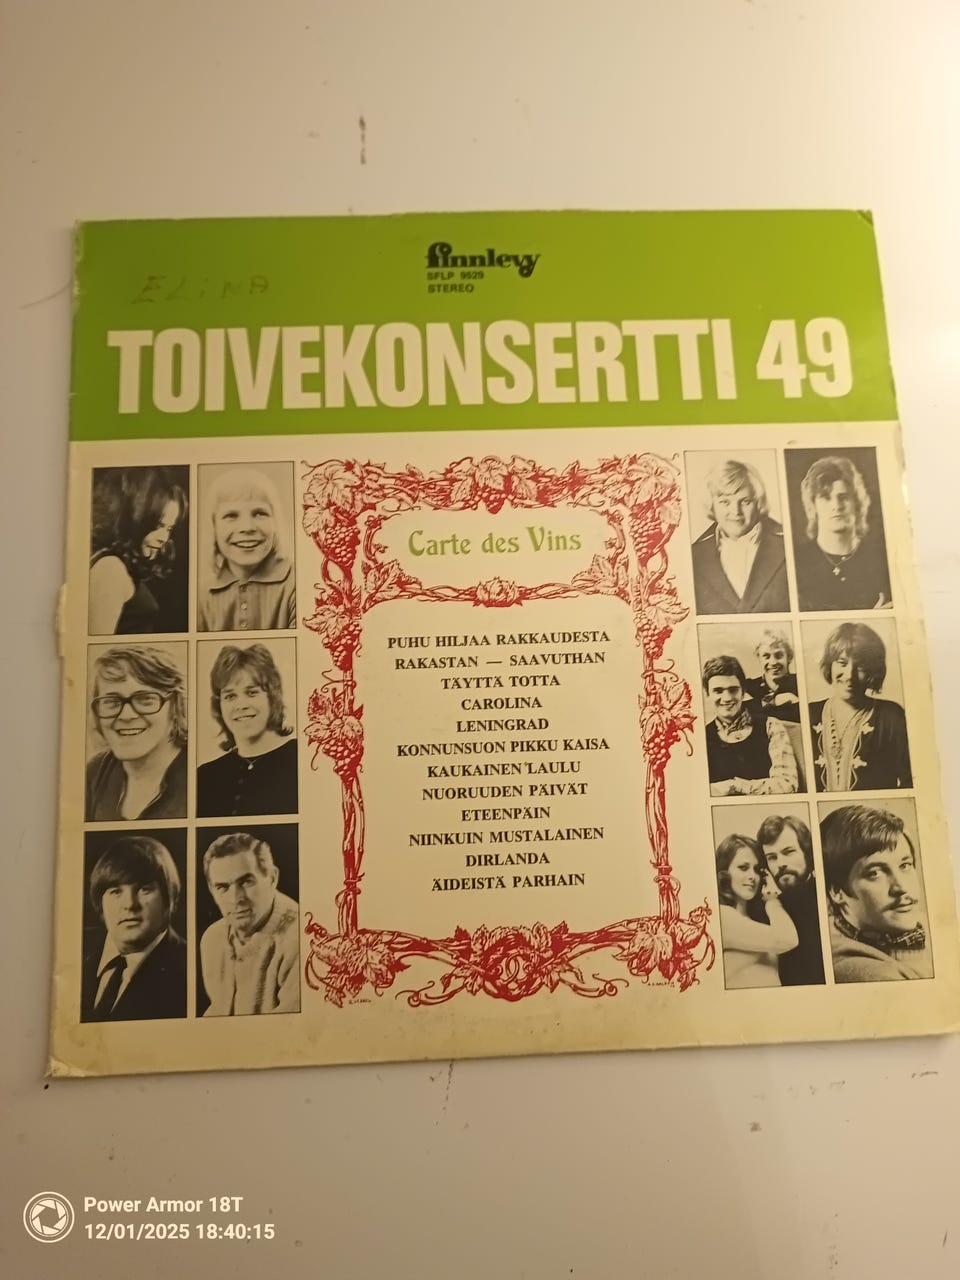 finnlevy
SFLP 9529
STEREO
ELiNA
TOIVEKONSERTTI 49
Carte des Vins
PUHU HILJAA RAKKAUDESTA
RAKASTAN — SAAVUTHAN
TÄYTTÄ TOTTA
CAROLINA
LENINGRAD
KONNUNSUON PIKKU KAISA
KAUKAINEN LAULU
NUORUUDEN PÄIVÄT
ETEENPÄIN
NIINKUIN MUSTALAINEN
DIRLANDA
ÄIDEISTÄ PARHAIN
Power Armor 18T
12/01/2025 18:40:15